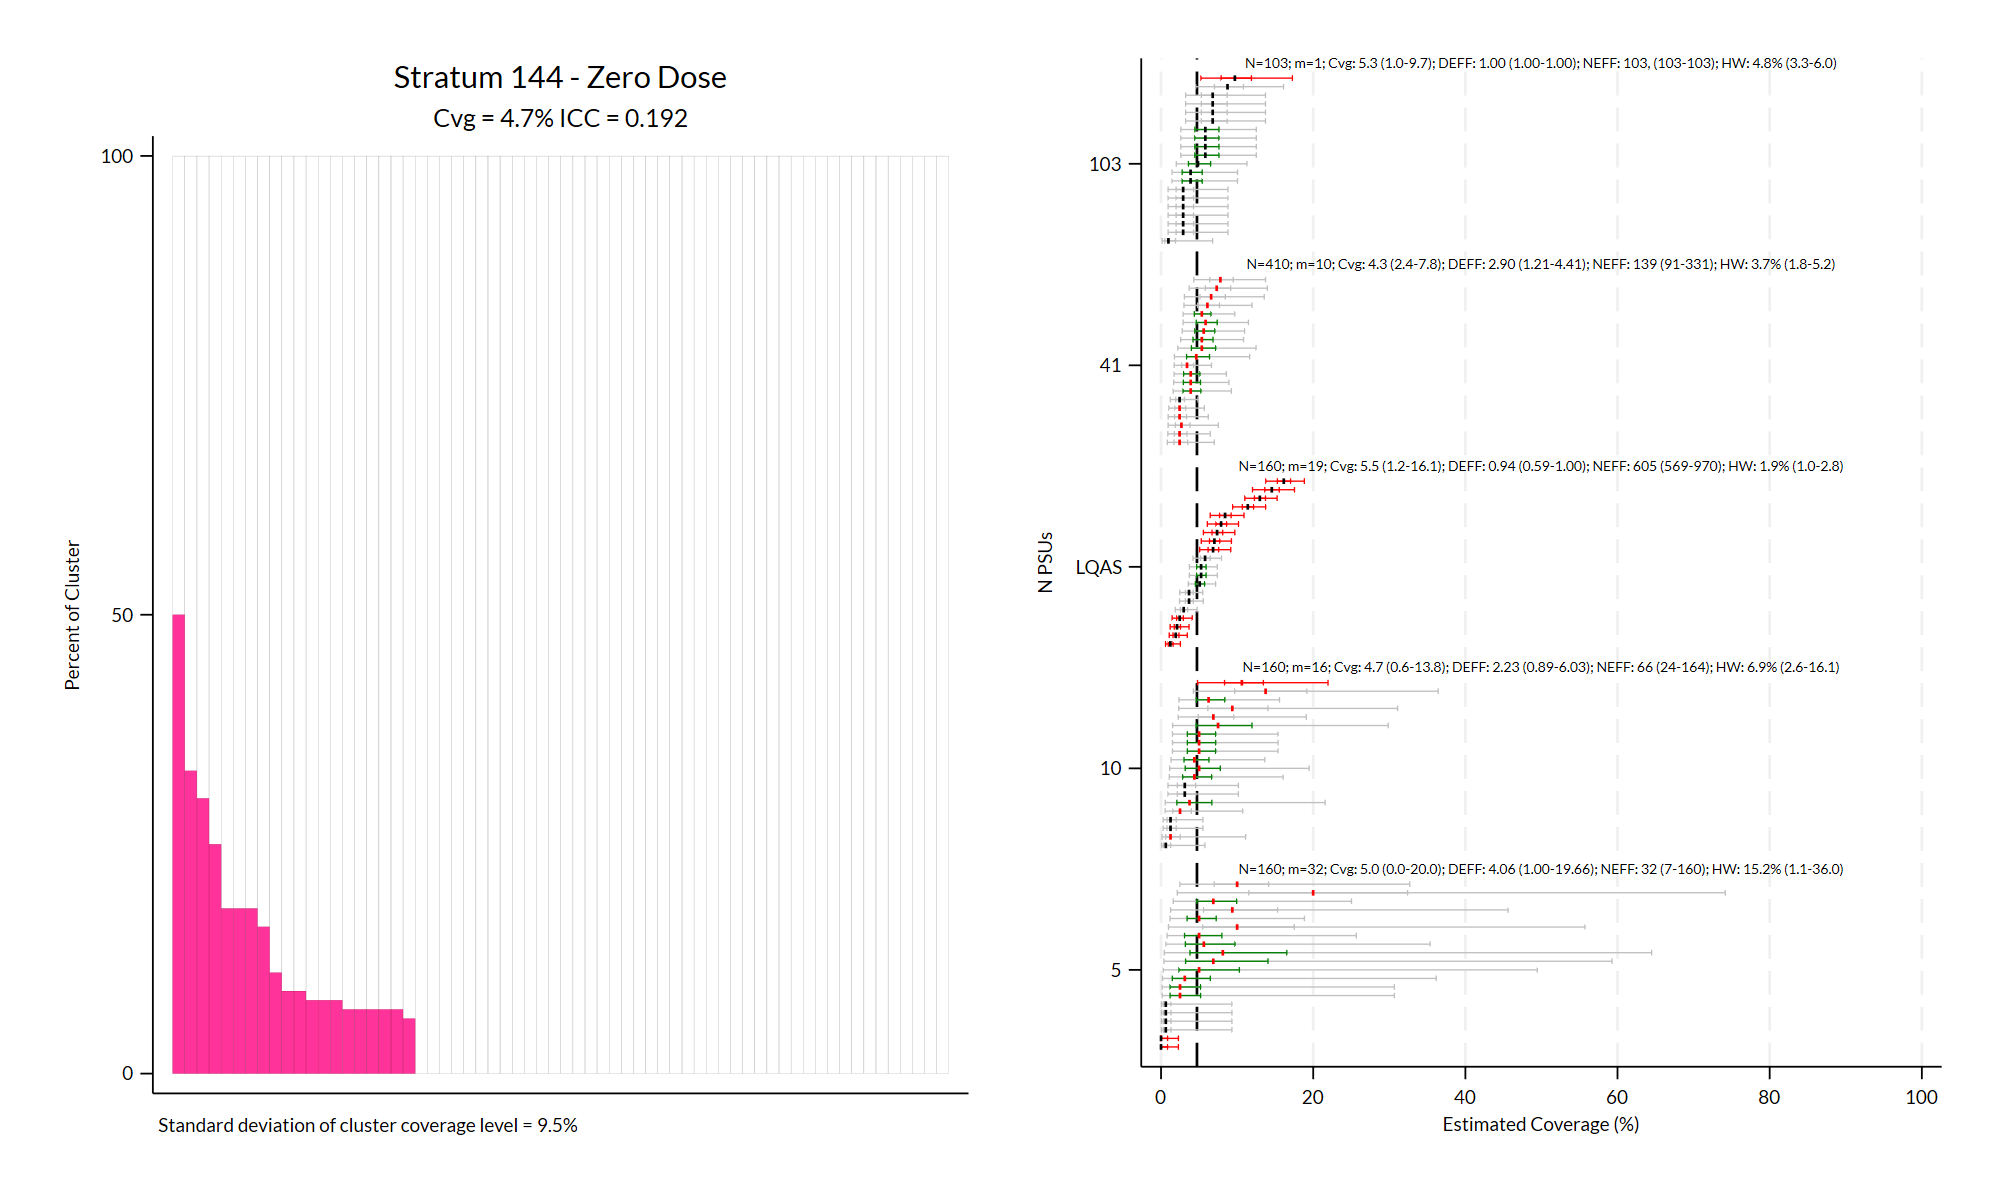 Stratum 144 - Zero Dose
Cvg = 4.7% ICC = 0.192
100
50
0
Percent of Cluster
Standard deviation of cluster coverage level = 9.5%
N PSUs
N=103; m=1; Cvg: 5.3 (1.0-9.7); DEFF: 1.00 (1.00-1.00); NEFF: 103, (103-103); HW: 4.8% (3.3-6.0)
103
N=410; m=10; Cvg: 4.3 (2.4-7.8); DEFF: 2.90 (1.21-4.41); NEFF: 139 (91-331); HW: 3.7% (1.8-5.2)
41
N=160; m=19; Cvg: 5.5 (1.2-16.1); DEFF: 0.94 (0.59-1.00); NEFF: 605 (569-970); HW: 1.9% (1.0-2.8)
LQAS
N=160; m=16; Cvg: 4.7 (0.6-13.8); DEFF: 2.23 (0.89-6.03); NEFF: 66 (24-164); HW: 6.9% (2.6-16.1)
10
N=160; m=32; Cvg: 5.0 (0.0-20.0); DEFF: 4.06 (1.00-19.66); NEFF: 32 (7-160); HW: 15.2% (1.1-36.0)
5
0 20 40 60 80 100
Estimated Coverage (%)